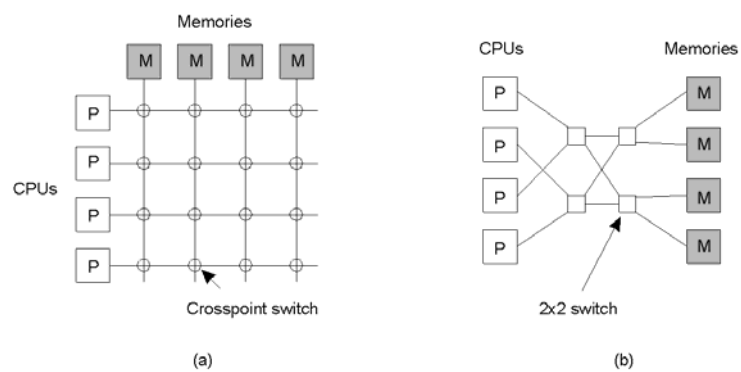 Memories
M M M M
P
P
CPUs
P
P
Crosspoint switch
(a)
CPUs Memories
P M
P M
P M
P M
2x2 switch
(b)